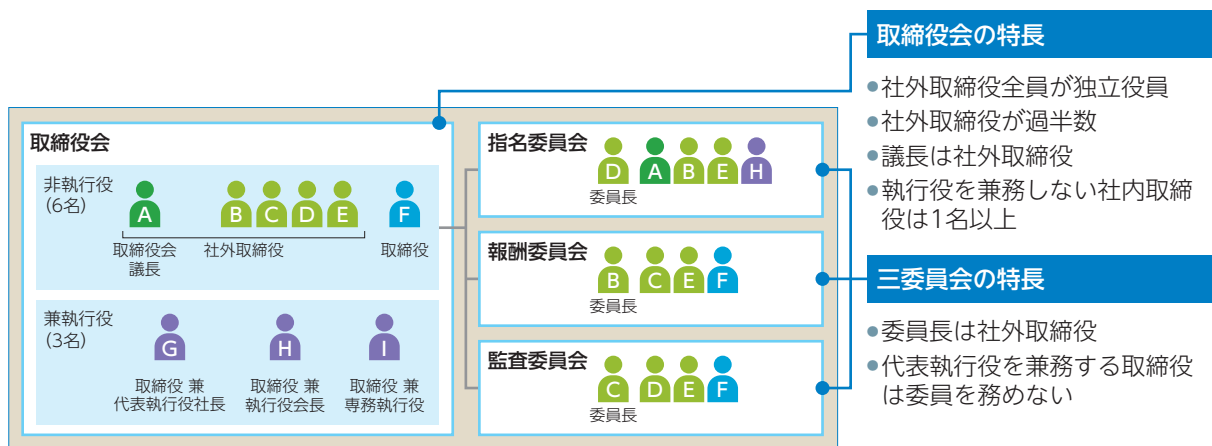 取締役会の特長
●社外取締役全員が独立役員
●社外取締役が過半数
●議長は社外取締役
●執行役を兼務しない社内取締
役は1名以上
取締役会
非執行役
(6名)
A
B
C
D
E
F
取締役会
議長
社外取締役
取締役
兼執行役
(3名)
G
H
I
取締役 兼
代表執行役社長
取締役 兼
執行役会長
取締役 兼
専務執行役
指名委員会
D
A
B
E
H
委員長
報酬委員会
B
C
E
F
委員長
監査委員会
C
D
E
F
委員長
三委員会の特長
●委員長は社外取締役
●代表執行役を兼務する取締役
は委員を務めない